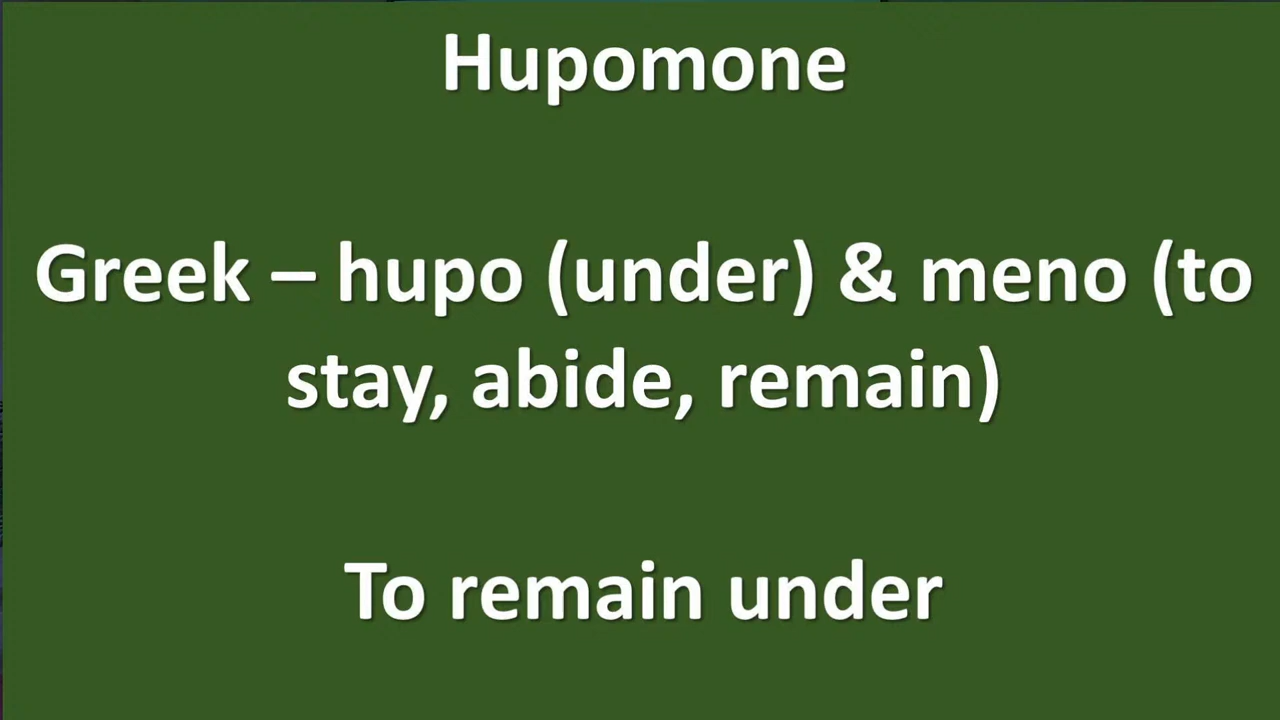 Hupomone
Greek – hupo (under) & meno (to
stay, abide, remain)
To remain under